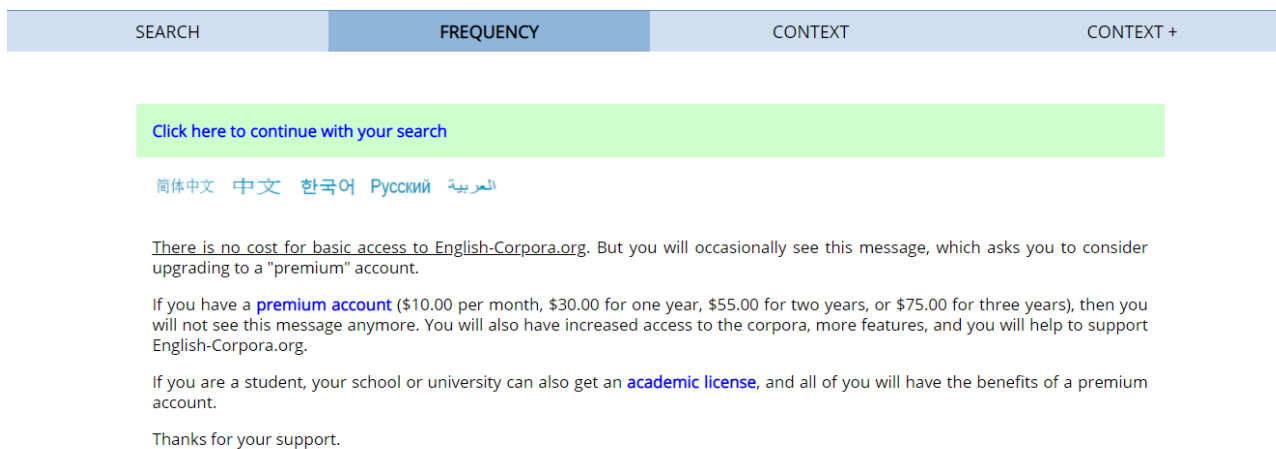 SEARCH FREQUENCY CONTEXT CONTEXT +
Click here to continue with your search
简体中文 中文 한국어 Русский العربية
There is no cost for basic access to English-Corpora.org. But you will occasionally see this message, which asks you to consider
upgrading to a "premium" account.
If you have a premium account ($10.00 per month, $30.00 for one year, $55.00 for two years, or $75.00 for three years), then you
will not see this message anymore. You will also have increased access to the corpora, more features, and you will help to support
English-Corpora.org.
If you are a student, your school or university can also get an academic license, and all of you will have the benefits of a premium
account.
Thanks for your support.